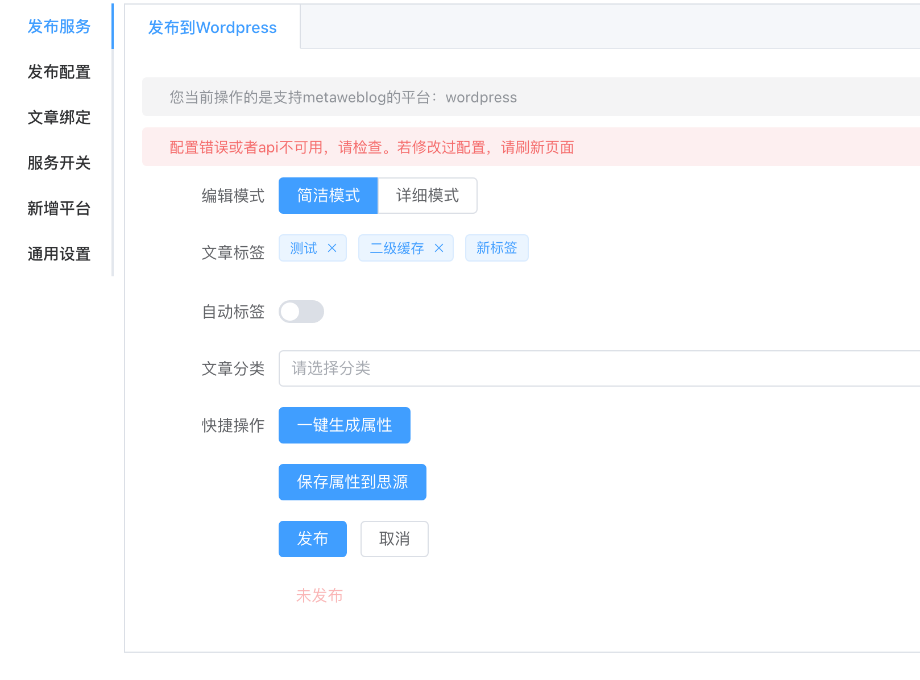 发布服务
发布配置
文章绑定
服务开关
新增平台
通用设置
发布到Wordpress
您当前操作的是支持metaweblog的平台：wordpress
配置错误或者api不可用，请检查。若修改过配置，请刷新页面
编辑模式 简洁模式 详细模式
文章标签 测试 × 二级缓存 × 新标签
自动标签
文章分类 请选择分类
快捷操作 一键生成属性
保存属性到思源
发布 取消
未发布